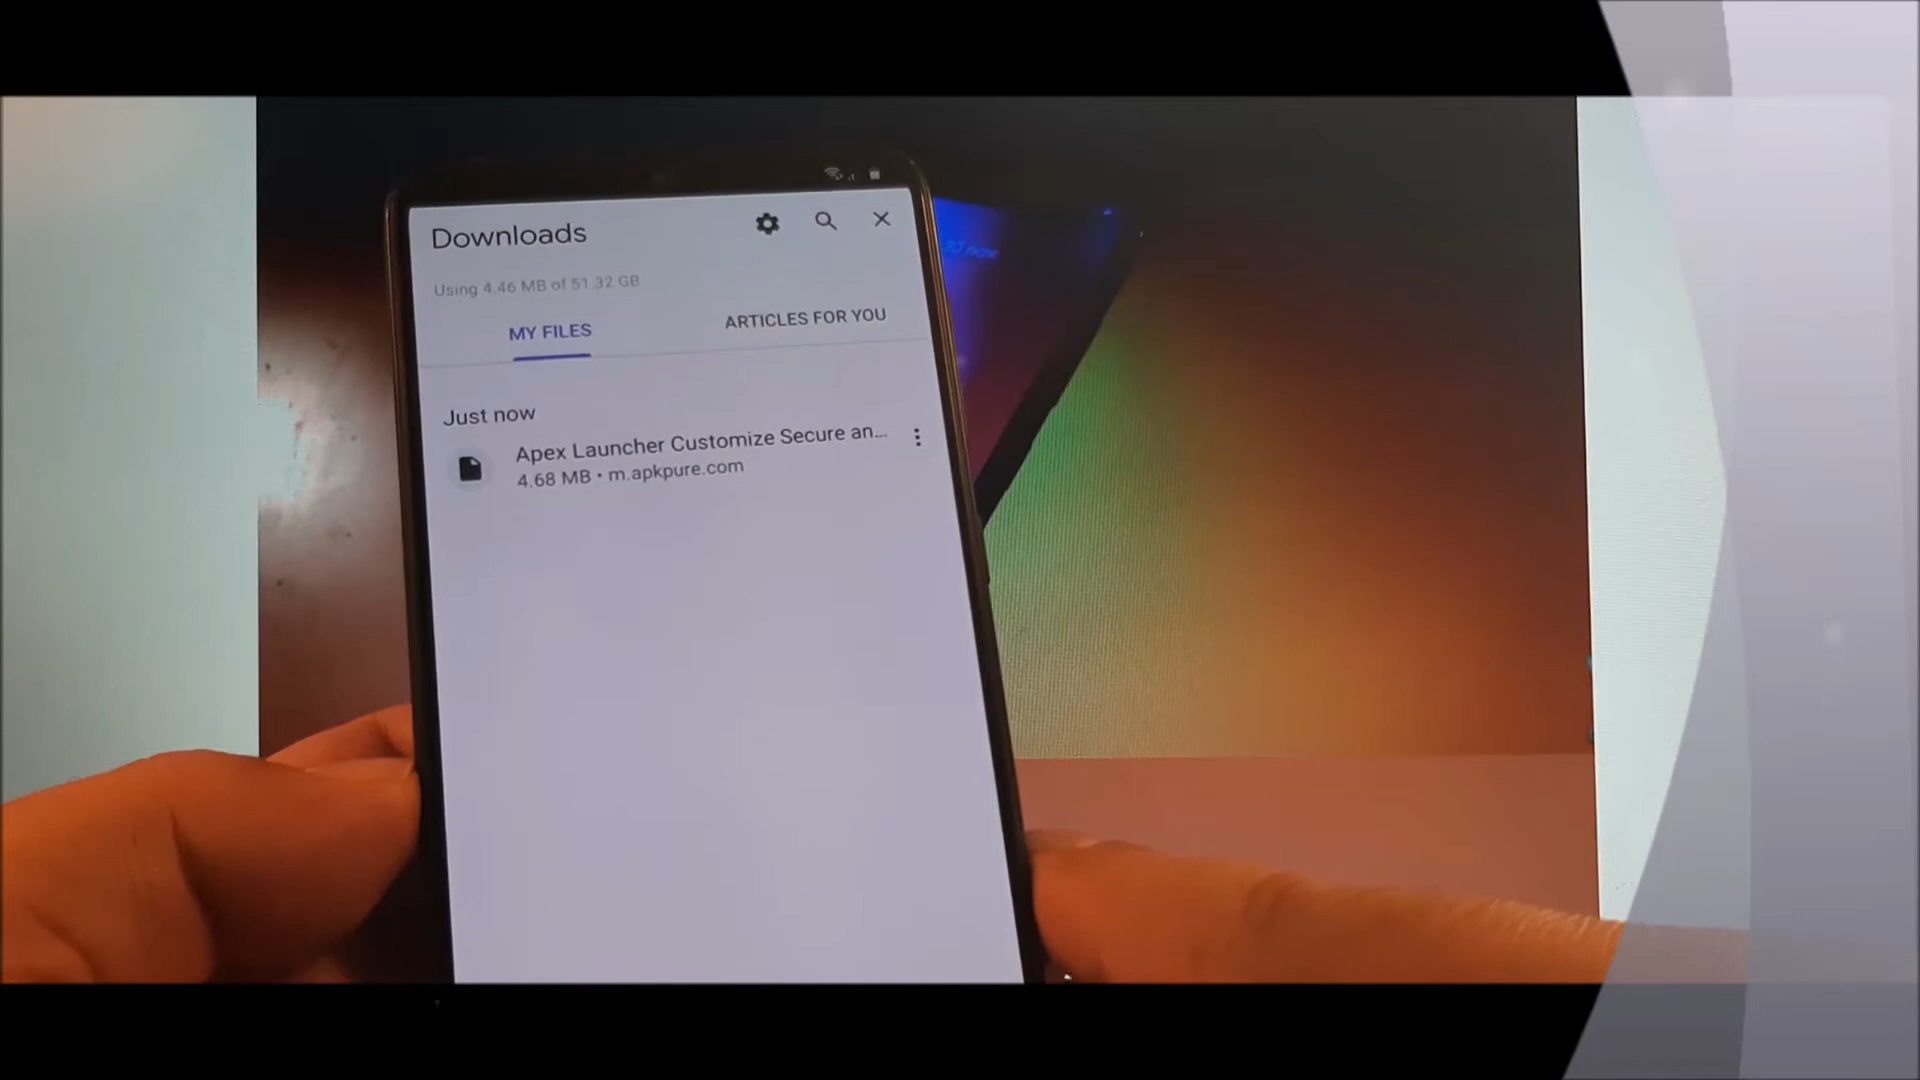 Downloads
Using 4.46 MB of 51.32 GB
MY FILES
ARTICLES FOR YOU
Just now
Apex Launcher Customize Secure an...
4.68 MB • m.apkpure.com
now